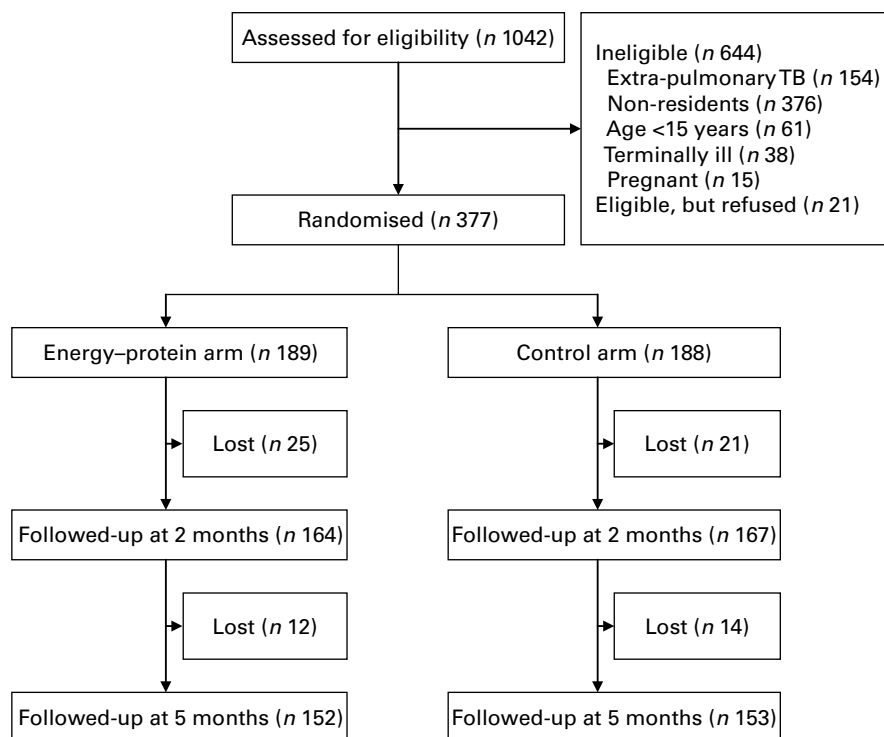 Assessed for eligibility (n 1042)
Ineligible (n 644)
Extra-pulmonary TB (n 154)
Non-residents (n 376)
Age <15 years (n 61)
Terminally ill (n 38)
Pregnant (n 15)
Eligible, but refused (n 21)
Randomised (n 377)
Energy–protein arm (n 189)
Control arm (n 188)
Lost (n 25)
Lost (n 21)
Followed-up at 2 months (n 164)
Followed-up at 2 months (n 167)
Lost (n 12)
Lost (n 14)
Followed-up at 5 months (n 152)
Followed-up at 5 months (n 153)